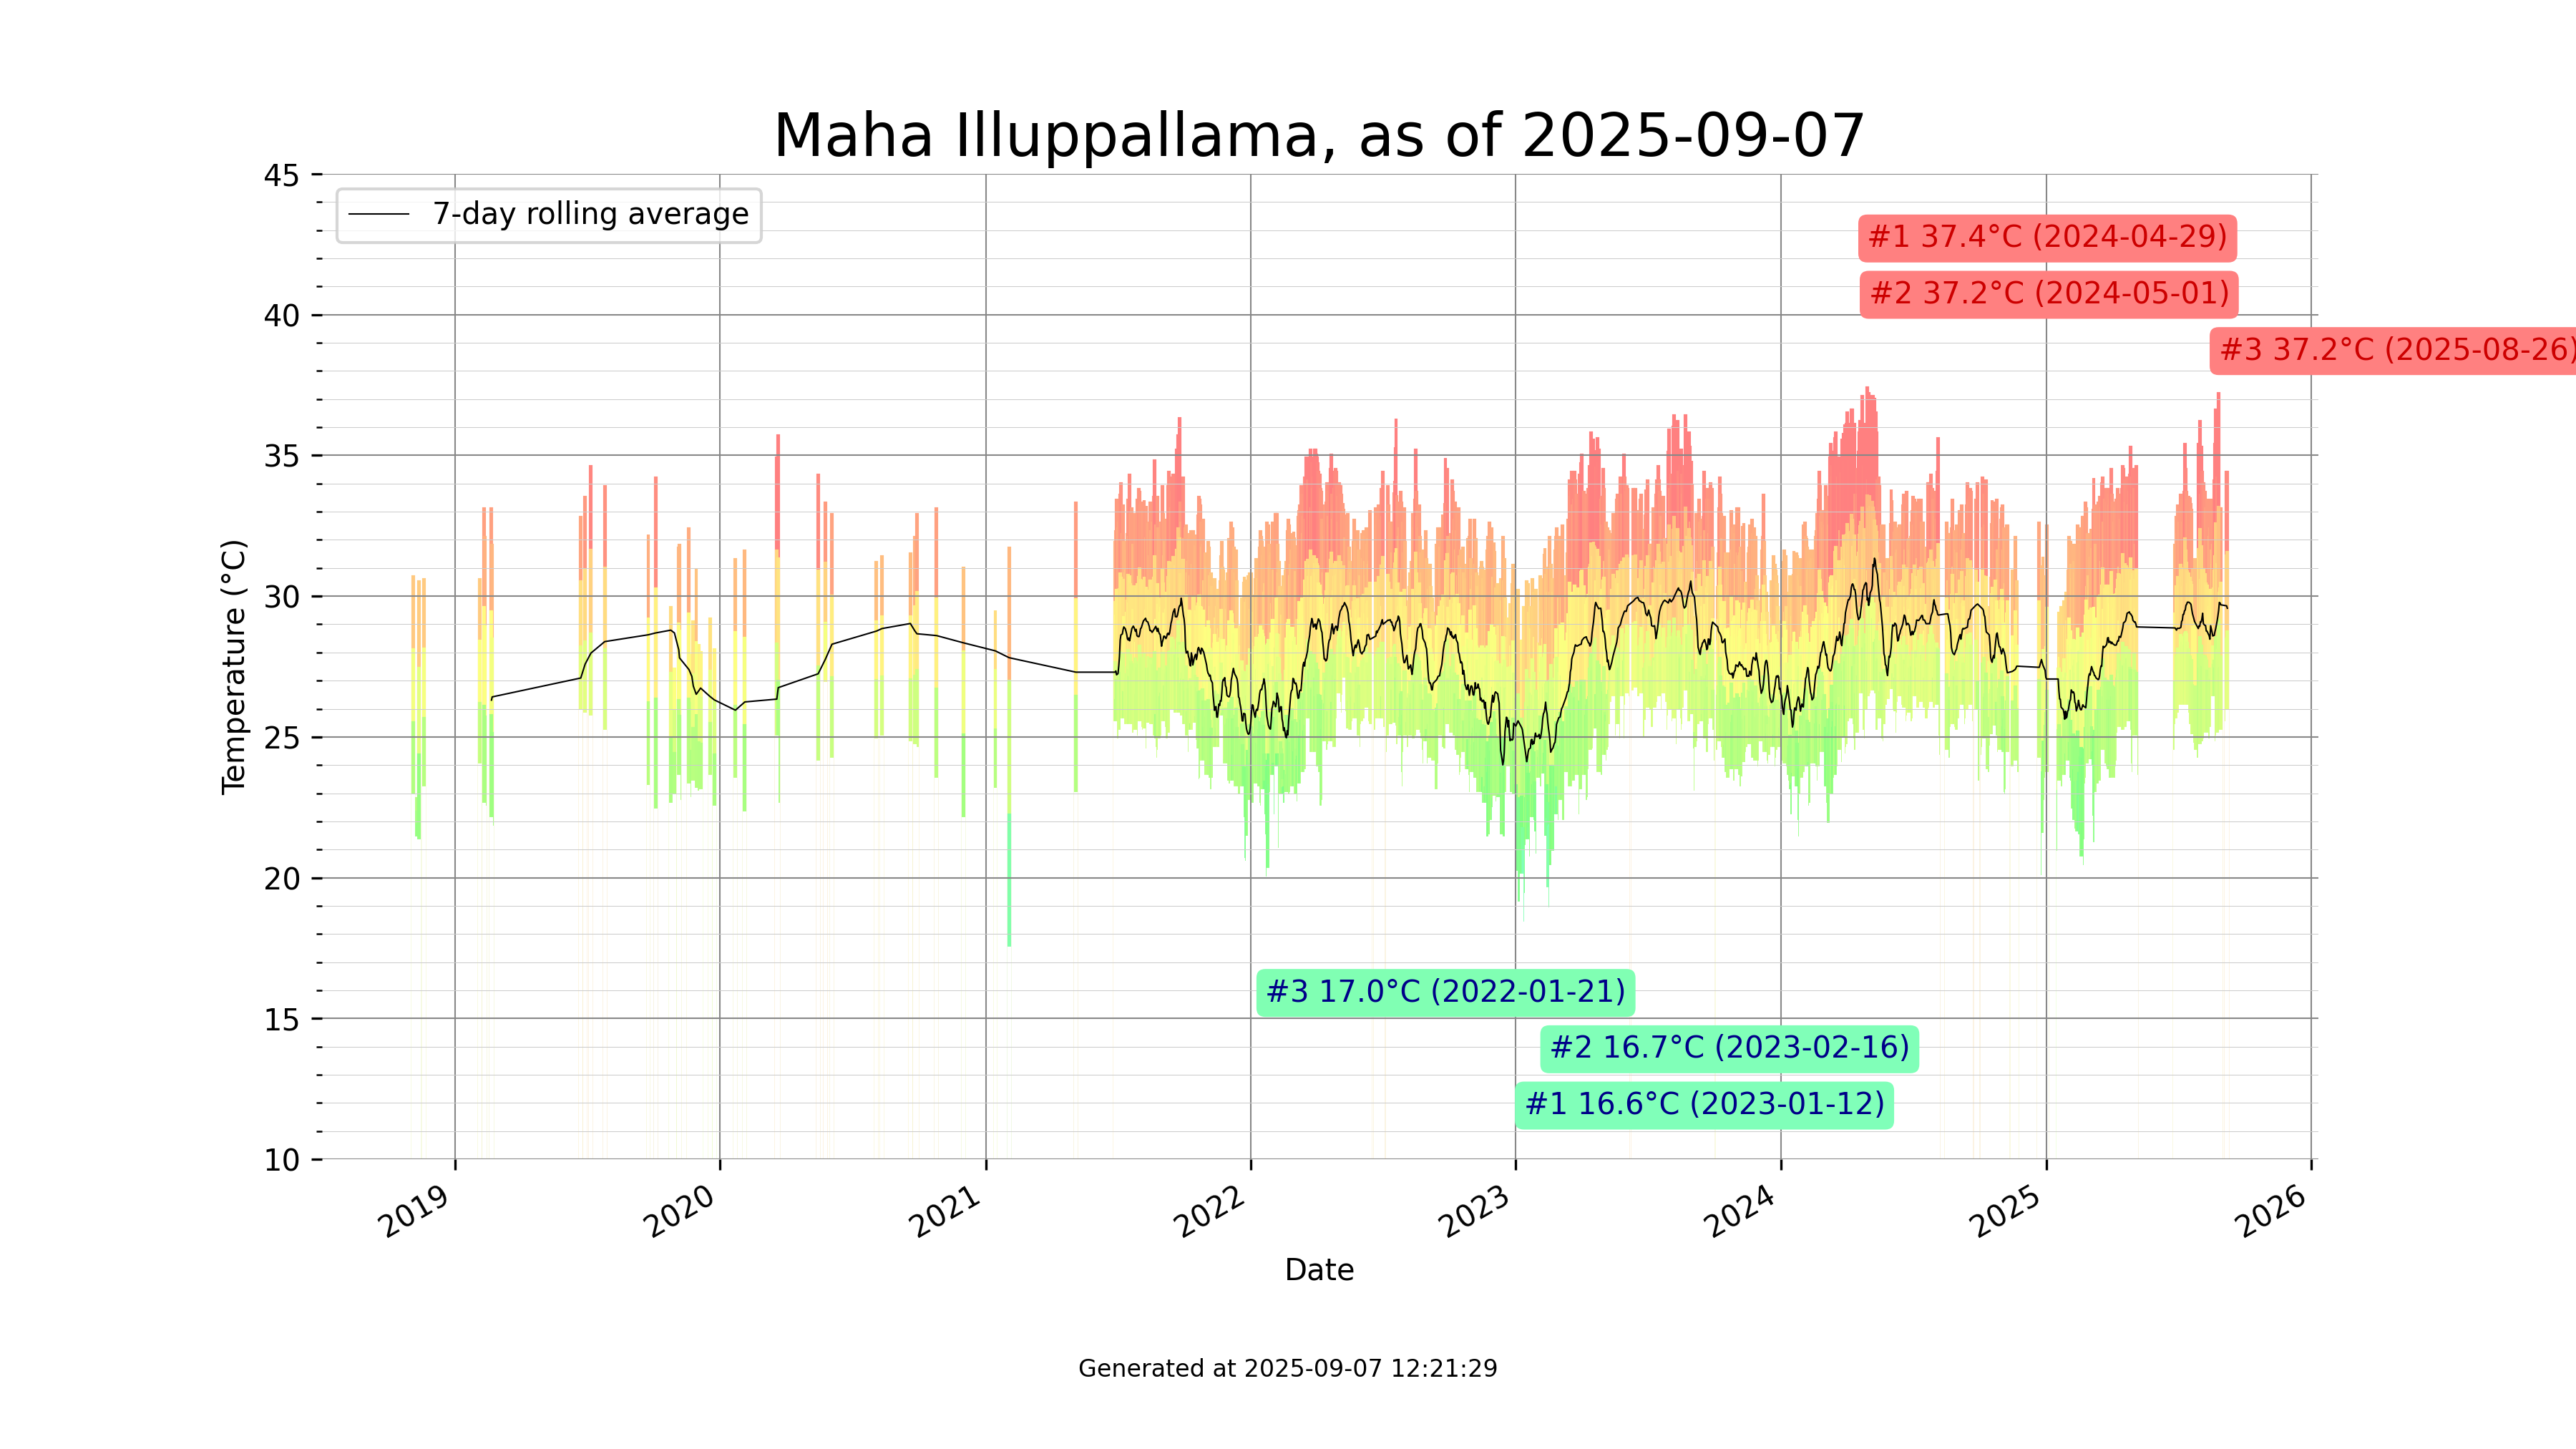 Maha Illuppallama, as of 2025-09-07
7-day rolling average
#1 37.4°C (2024-04-29)
#2 37.2°C (2024-05-01)
#3 37.2°C (2025-08-26)
#3 17.0°C (2022-01-21)
#2 16.7°C (2023-02-16)
#1 16.6°C (2023-01-12)
Temperature (°C)
45
40
35
30
25
20
15
10
2019
2020
2021
2022
2023
2024
2025
2026
Date
Generated at 2025-09-07 12:21:29